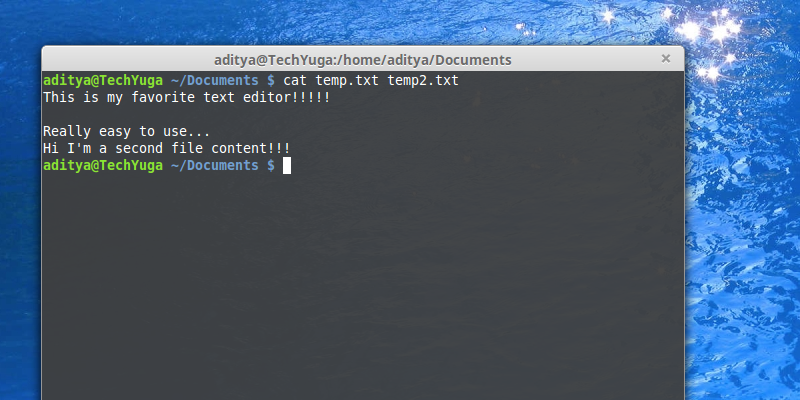 aditya@TechYuga:/home/aditya/Documents
aditya@TechYuga ~/Documents $ cat temp.txt temp2.txt
This is my favorite text editor!!!!!
Really easy to use...
Hi I'm a second file content!!!
aditya@TechYuga ~/Documents $